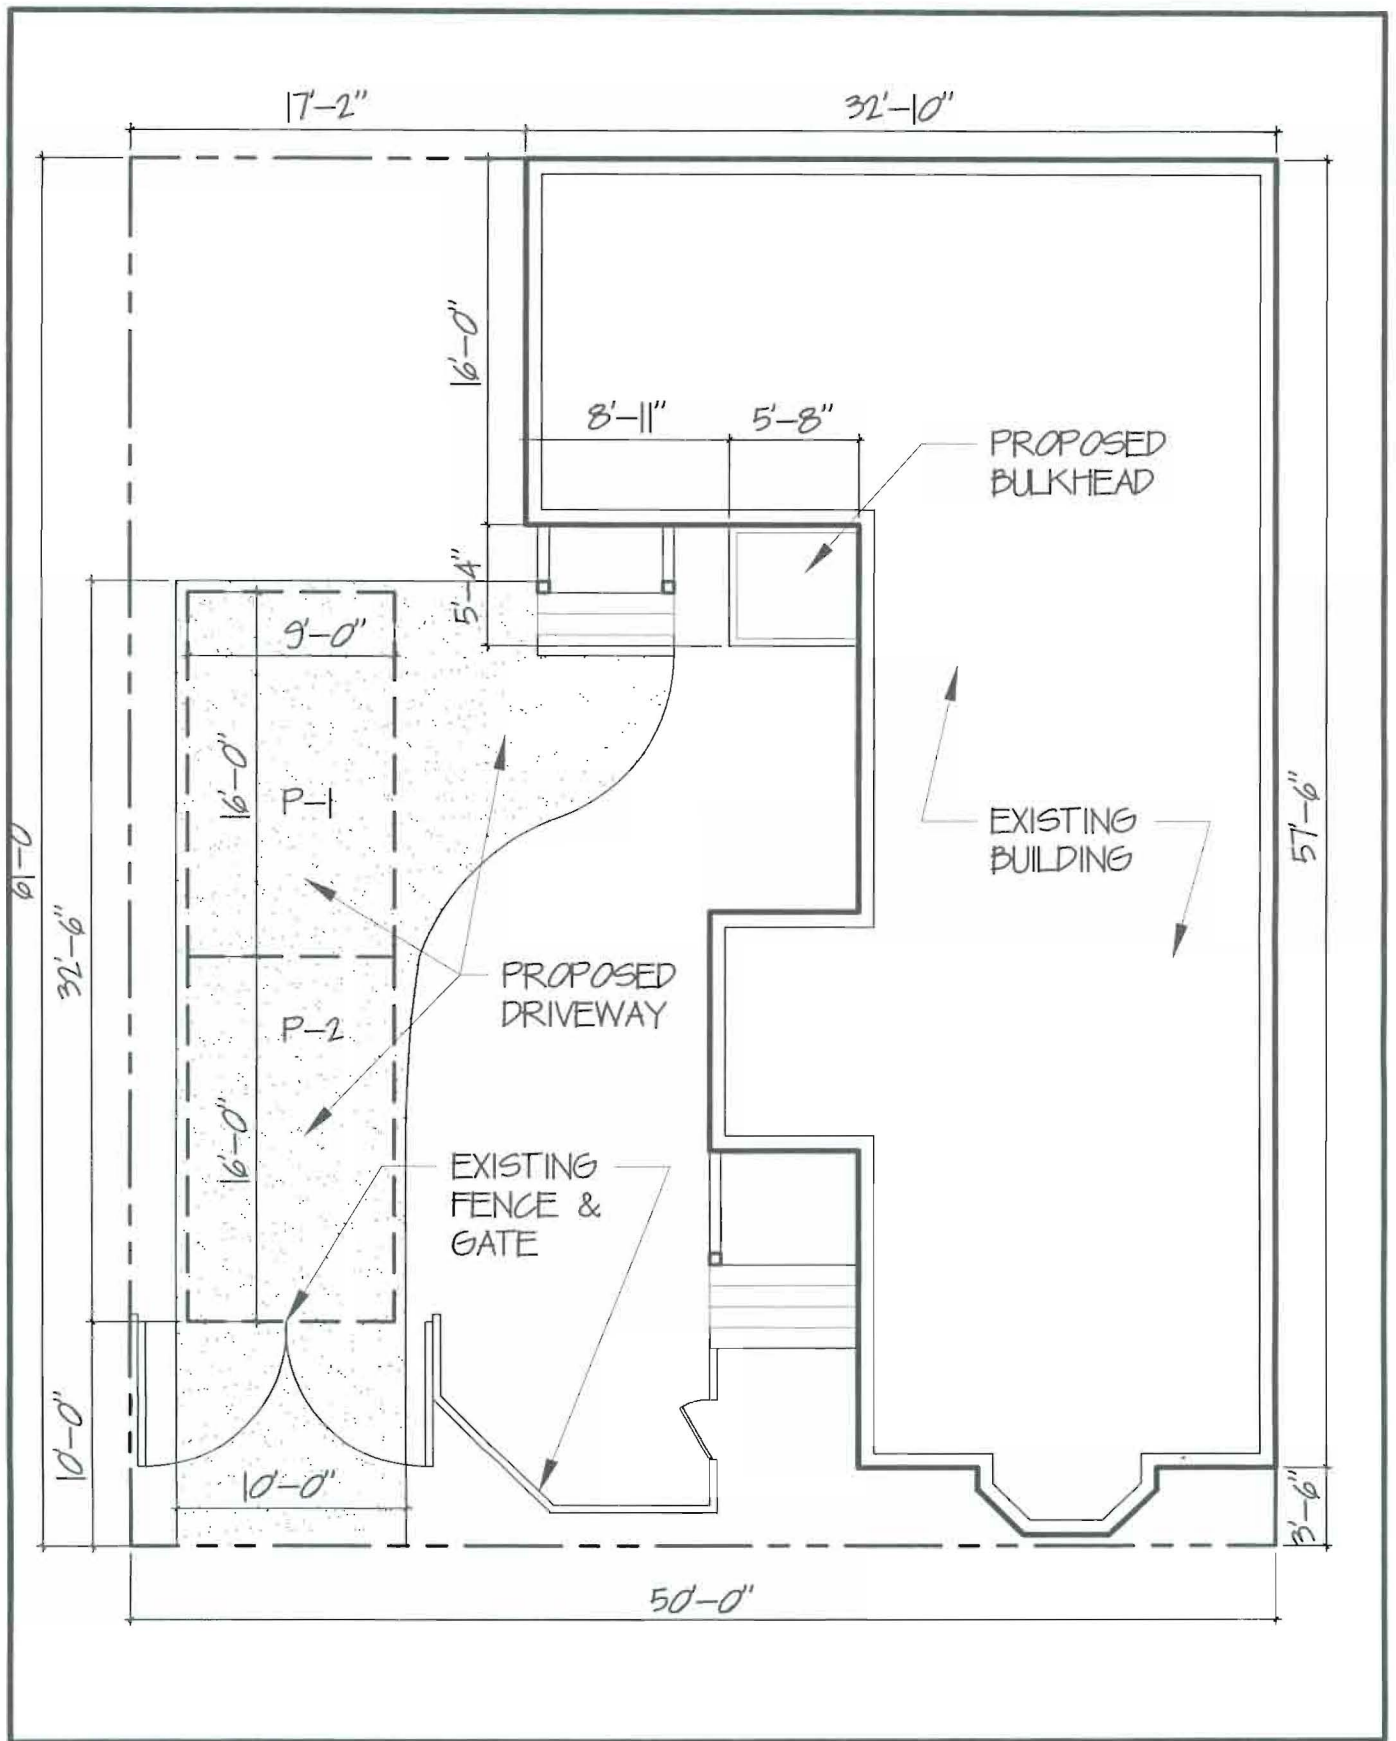 17'-2"
32'-10"
16'-0"
8'-11"
5'-8"
PROPOSED
BULKHEAD
5'-4"
9'-0"
16'-0"
P-1
EXISTING
BUILDING
57'-6"
61'-0
32'-6"
PROPOSED
DRIVEWAY
P-2
16'-0"
EXISTING
FENCE &
GATE
10'-0"
10'-0"
3'-6"
50'-0"